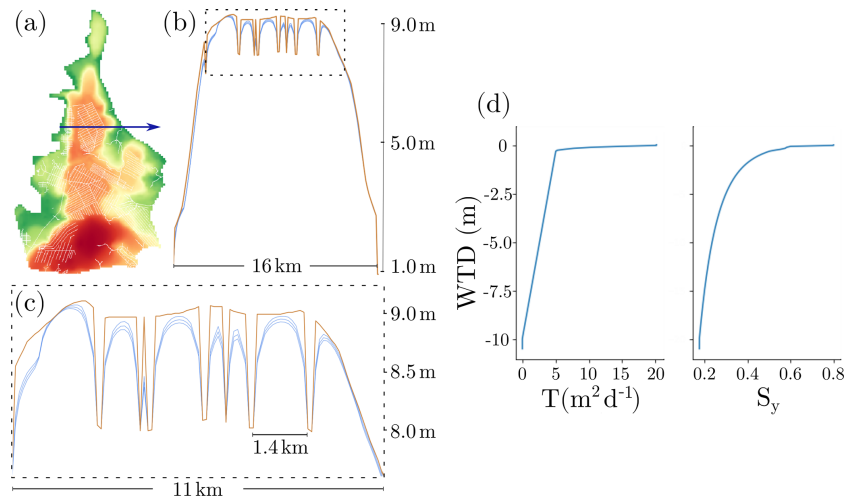 (a)
(b)
9.0 m
5.0 m
1.0 m
16 km
(c)
9.0 m
8.5 m
8.0 m
1.4 km
11 km
(d)
WTD (m)
0
-2.5
-5.0
-7.5
-10
0 5 10 15 20
T(m² d⁻¹)
0.2 0.4 0.6 0.8
S_y